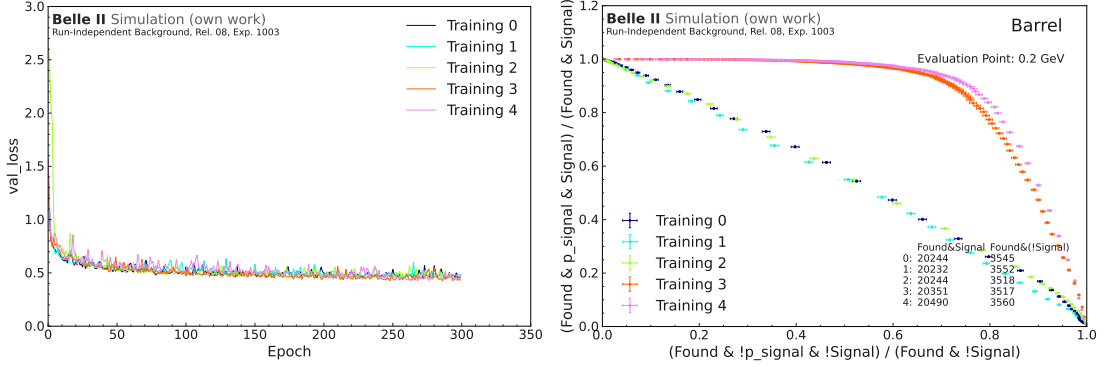 Belle II Simulation (own work)
Run-Independent Background, Rel. 08, Exp. 1003
Training 0
Training 1
Training 2
Training 3
Training 4
val_loss
3.0
2.5
2.0
1.5
1.0
0.5
0.0
0 50 100 150 200 250 300 350
Epoch
Belle II Simulation (own work)
Run-Independent Background, Rel. 08, Exp. 1003
Barrel
Evaluation Point: 0.2 GeV
(Found & p_signal & Signal) / (Found & Signal)
1.2
1.0
0.8
0.6
0.4
0.2
0.0
Training 0
Training 1
Training 2
Training 3
Training 4
Found&Signal Found&(!Signal)
0: 20244 3545
1: 20232 3552
2: 20244 3518
3: 20351 3517
4: 20490 3560
0.0 0.2 0.4 0.6 0.8 1.0
(Found & !p_signal & !Signal) / (Found & !Signal)